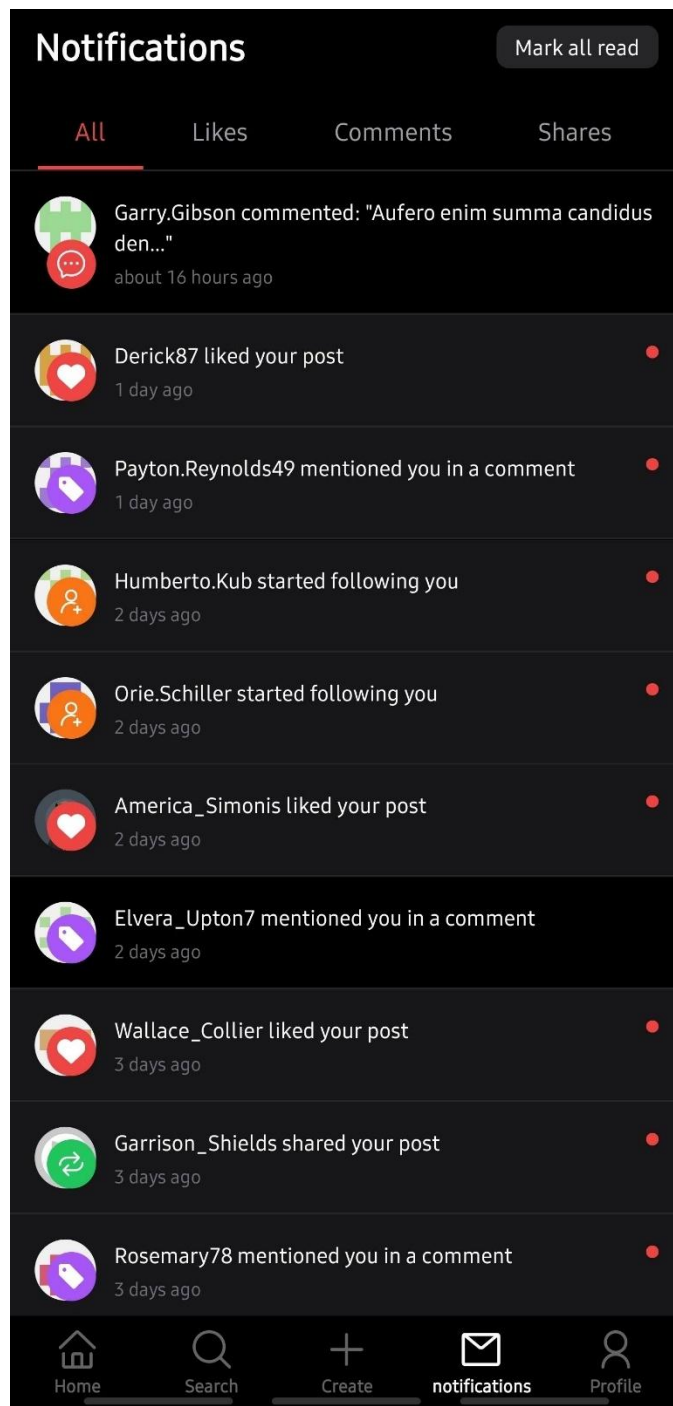 Notifications
Mark all read
All
Likes
Comments
Shares
Garry.Gibson commented: "Aufero enim summa candidus
den..."
about 16 hours ago
Derick87 liked your post
1 day ago
Payton.Reynolds49 mentioned you in a comment
1 day ago
Humberto.Kub started following you
2 days ago
Orie.Schiller started following you
2 days ago
America_Simonis liked your post
2 days ago
Elvera_Upton7 mentioned you in a comment
2 days ago
Wallace_Collier liked your post
3 days ago
Garrison_Shields shared your post
3 days ago
Rosemary78 mentioned you in a comment
3 days ago
Home
Search
Create
notifications
Profile